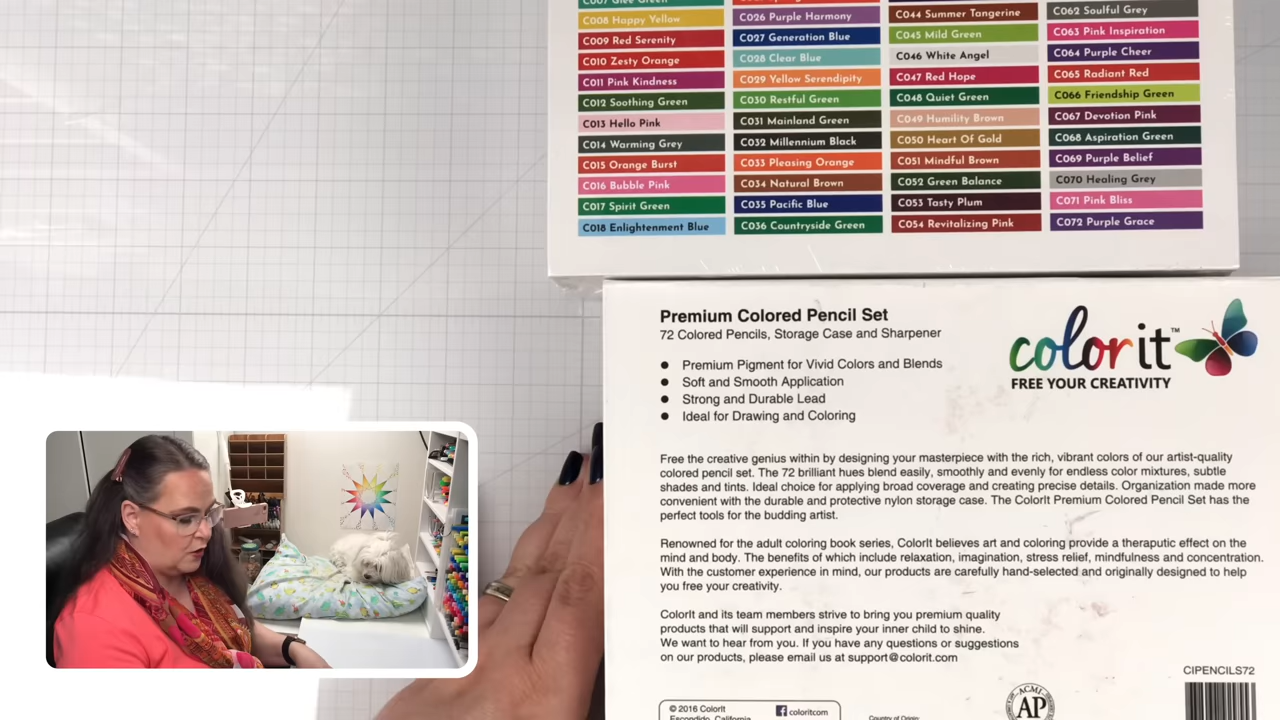 C007 Glee Green
C008 Happy Yellow
C009 Red Serenity
C010 Zesty Orange
C011 Pink Kindness
C012 Soothing Green
C013 Hello Pink
C014 Warming Grey
C015 Orange Burst
C016 Bubble Pink
C017 Spirit Green
C018 Enlightenment Blue
C026 Purple Harmony
C027 Generation Blue
C028 Clear Blue
C029 Yellow Serendipity
C030 Restful Green
C031 Mainland Green
C032 Millennium Black
C033 Pleasing Orange
C034 Natural Brown
C035 Pacific Blue
C036 Countryside Green
C044 Summer Tangerine
C045 Mild Green
C046 White Angel
C047 Red Hope
C048 Quiet Green
C049 Humility Brown
C050 Heart Of Gold
C051 Mindful Brown
C052 Green Balance
C053 Tasty Plum
C054 Revitalizing Pink
C062 Soulful Grey
C063 Pink Inspiration
C064 Purple Cheer
C065 Radiant Red
C066 Friendship Green
C067 Devotion Pink
C068 Aspiration Green
C069 Purple Belief
C070 Healing Grey
C071 Pink Bliss
C072 Purple Grace
Premium Colored Pencil Set
72 Colored Pencils, Storage Case and Sharpener
● Premium Pigment for Vivid Colors and Blends
● Soft and Smooth Application
● Strong and Durable Lead
● Ideal for Drawing and Coloring
colorit™
FREE YOUR CREATIVITY
Free the creative genius within by designing your masterpiece with the rich, vibrant colors of our artist-quality
colored pencil set. The 72 brilliant hues blend easily, smoothly and evenly for endless color mixtures, subtle
shades and tints. Ideal choice for applying broad coverage and creating precise details. Organization made more
convenient with the durable and protective nylon storage case. The ColorIt Premium Colored Pencil Set has the
perfect tools for the budding artist.
Renowned for the adult coloring book series, ColorIt believes art and coloring provide a theraputic effect on the
mind and body. The benefits of which include relaxation, imagination, stress relief, mindfulness and concentration.
With the customer experience in mind, our products are carefully hand-selected and originally designed to help
you free your creativity.
ColorIt and its team members strive to bring you premium quality
products that will support and inspire your inner child to shine.
We want to hear from you. If you have any questions or suggestions
on our products, please email us at support@colorit.com
CIPENCILS72
© 2016 ColorIt
Escondido, California
coloritcom
ACMI
AP
Country of Origin: